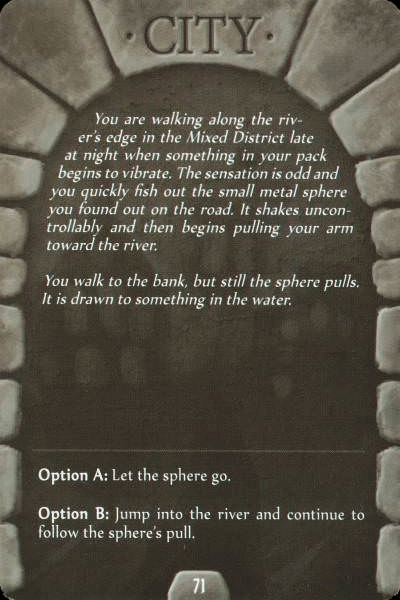 ·CITY·
You are walking along the riv-
er's edge in the Mixed District late
at night when something in your pack
begins to vibrate. The sensation is odd and
you quickly fish out the small metal sphere
you found out on the road. It shakes uncon-
trollably and then begins pulling your arm
toward the river.
You walk to the bank, but still the sphere pulls.
It is drawn to something in the water.
Option A: Let the sphere go.
Option B: Jump into the river and continue to
follow the sphere's pull.
71